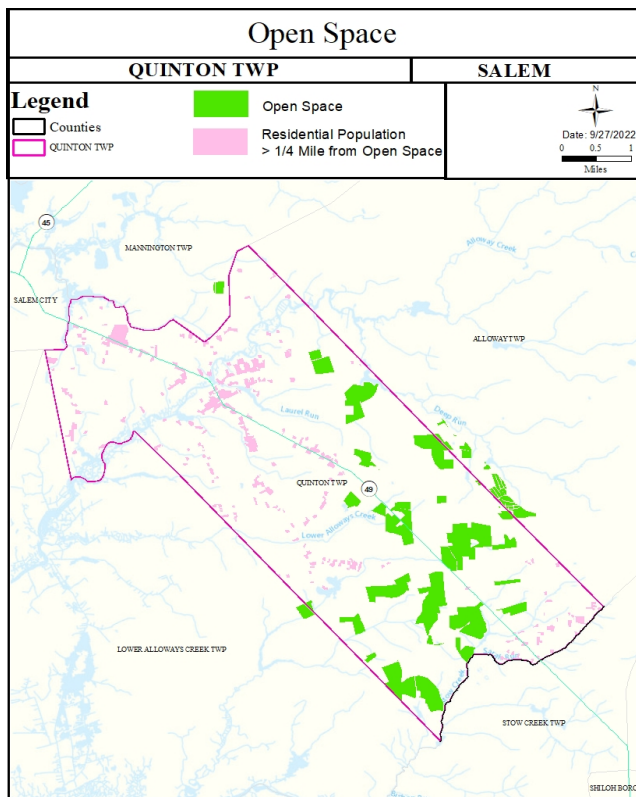 Open Space
QUINTON TWP
SALEM
Legend
Counties
QUINTON TWP
Open Space
Residential Population
> 1/4 Mile from Open Space
N
Date: 9/27/2022
0 0.5 1
Miles
45
MANNINGTON TWP
Alloway Creek
SALEM CITY
ALLOWAY TWP
Laurel Run
Deep Run
QUINTON TWP
49
Lower Alloways Creek
LOWER ALLOWAYS CREEK TWP
STOW CREEK TWP
SHILOH BORO